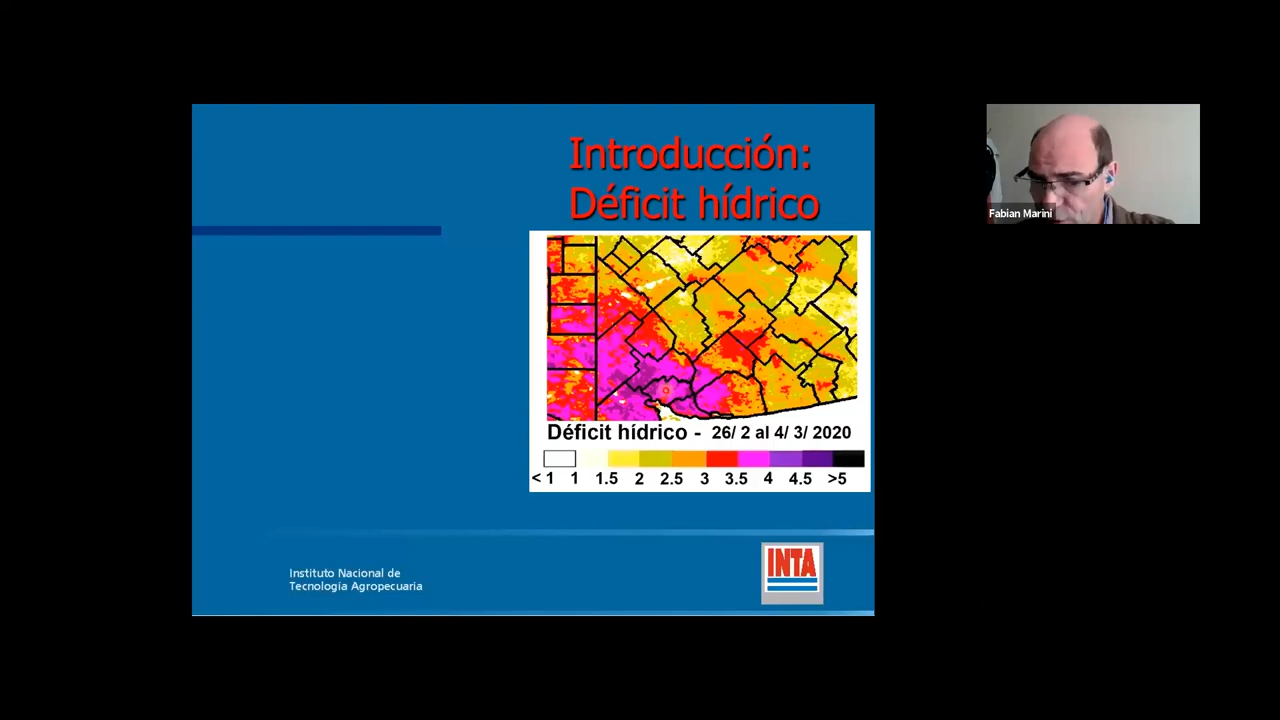 Introducción:
Déficit hídrico
Fabian Marini
Déficit hídrico - 26/ 2 al 4/ 3/ 2020
< 1 1 1.5 2 2.5 3 3.5 4 4.5 >5
Instituto Nacional de
Tecnología Agropecuaria
INTA